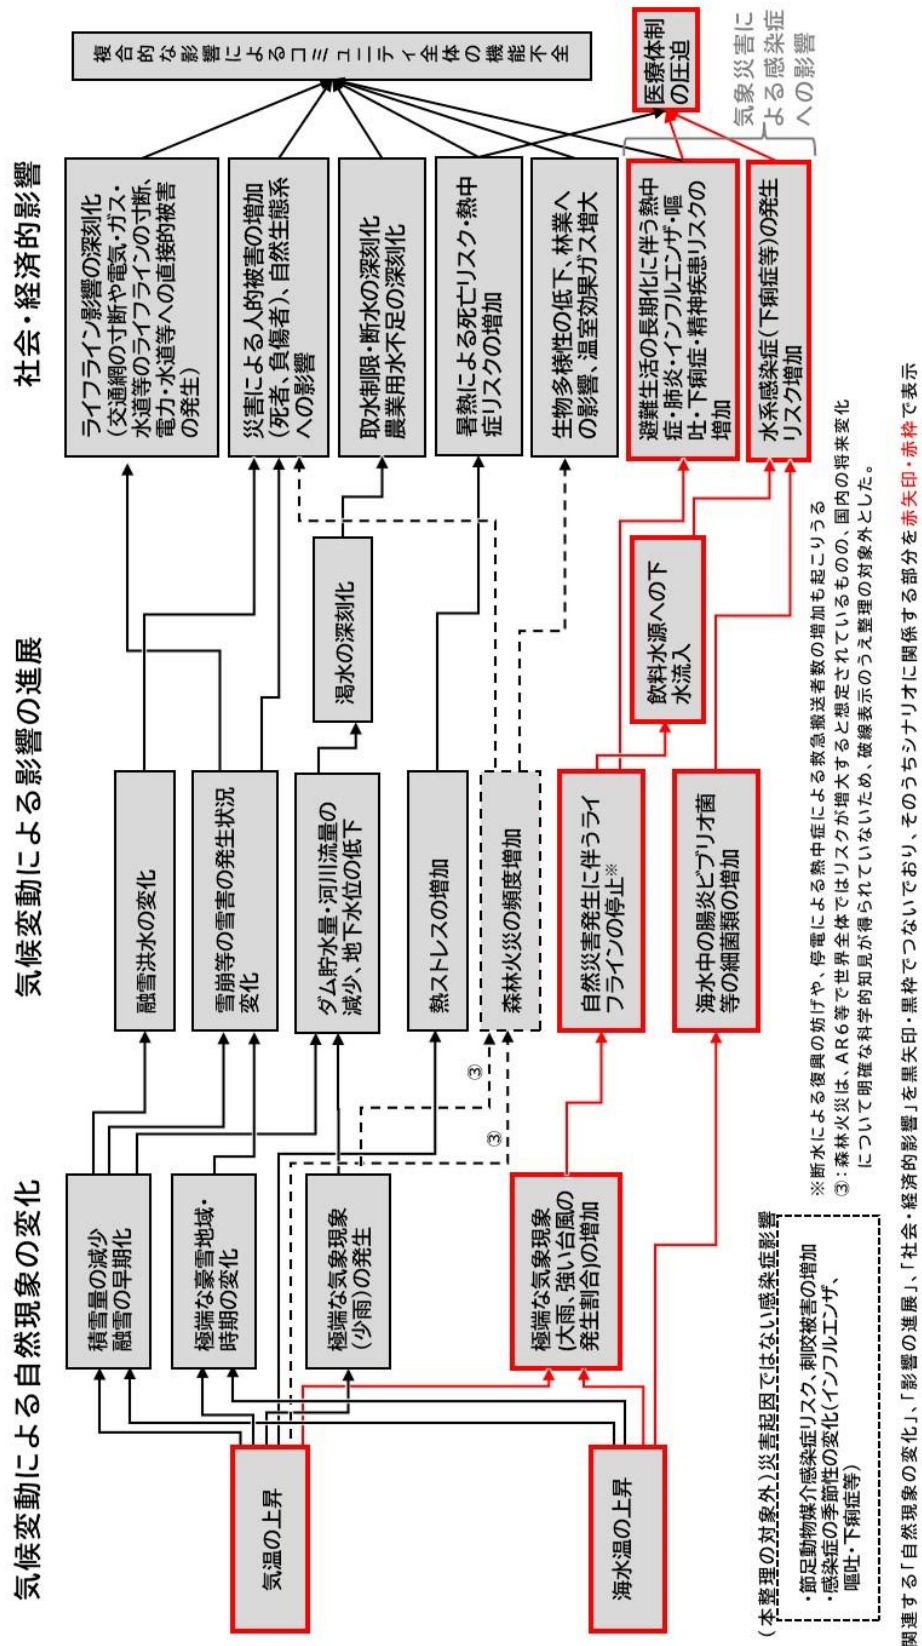 気候変動による自然現象の変化
気候変動による影響の進展
社会・経済的影響
気温の上昇
海水温の上昇
積雪量の減少
融雪の早期化
極端な豪雪地域・
時期の変化
極端な気象現象
(少雨)の発生
極端な気象現象
(大雨、強い台風の
発生割合)の増加
融雪洪水の変化
雪崩等の雪害の発生状況
変化
ダム貯水量・河川流量の
減少、地下水位の低下
熱ストレスの増加
③
③
森林火災の頻度増加
自然災害発生に伴うライ
フラインの停止※
海水中の腸炎ビブリオ菌
等の細菌類の増加
渇水の深刻化
飲料水源への下
水流入
ライフライン影響の深刻化
(交通網の寸断や電気・ガス・
水道等のライフラインの寸断、
電力・水道等への直接的被害
の発生)
災害による人的被害の増加
(死者、負傷者)、自然生態系
への影響
取水制限・断水の深刻化
農業用水不足の深刻化
暑熱による死亡リスク・熱中
症リスクの増加
生物多様性の低下、林業へ
の影響、温室効果ガス増大
避難生活の長期化に伴う熱中
症・肺炎・インフルエンザ・嘔
吐・下痢症・精神疾患リスクの
増加
水系感染症(下痢症等)の発生
リスク増加
複合的な影響によるコミュニティ全体の機能不全
医療体制
の圧迫
気象災害に
よる感染症
への影響
(本整理の対象外)災害起因ではない感染症影響
・節足動物媒介感染症リスク、刺咬被害の増加
・感染症の季節性の変化(インフルエンザ、
嘔吐・下痢症等)
※断水による復興の妨げや、停電による熱中症による救急搬送者数の増加も起こりうる
③:森林火災は、AR6等で世界全体ではリスクが増大すると想定されているものの、国内の将来変化
について明確な科学的知見が得られていないため、破線表示のうえ整理の対象外とした。
関連する「自然現象の変化」、「影響の進展」、「社会・経済的影響」を黒矢印・黒枠でつないでおり、そのうちシナリオに関係する部分を赤矢印・赤枠で表示